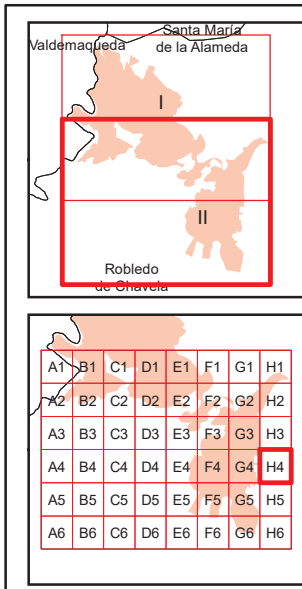 Santa María
de la Alameda
Valdemaqueda
I
II
Robledo
de Chavela
A1 B1 C1 D1 E1 F1 G1 H1
A2 B2 C2 D2 E2 F2 G2 H2
A3 B3 C3 D3 E3 F3 G3 H3
A4 B4 C4 D4 E4 F4 G4 H4
A5 B5 C5 D5 E5 F5 G5 H5
A6 B6 C6 D6 E6 F6 G6 H6